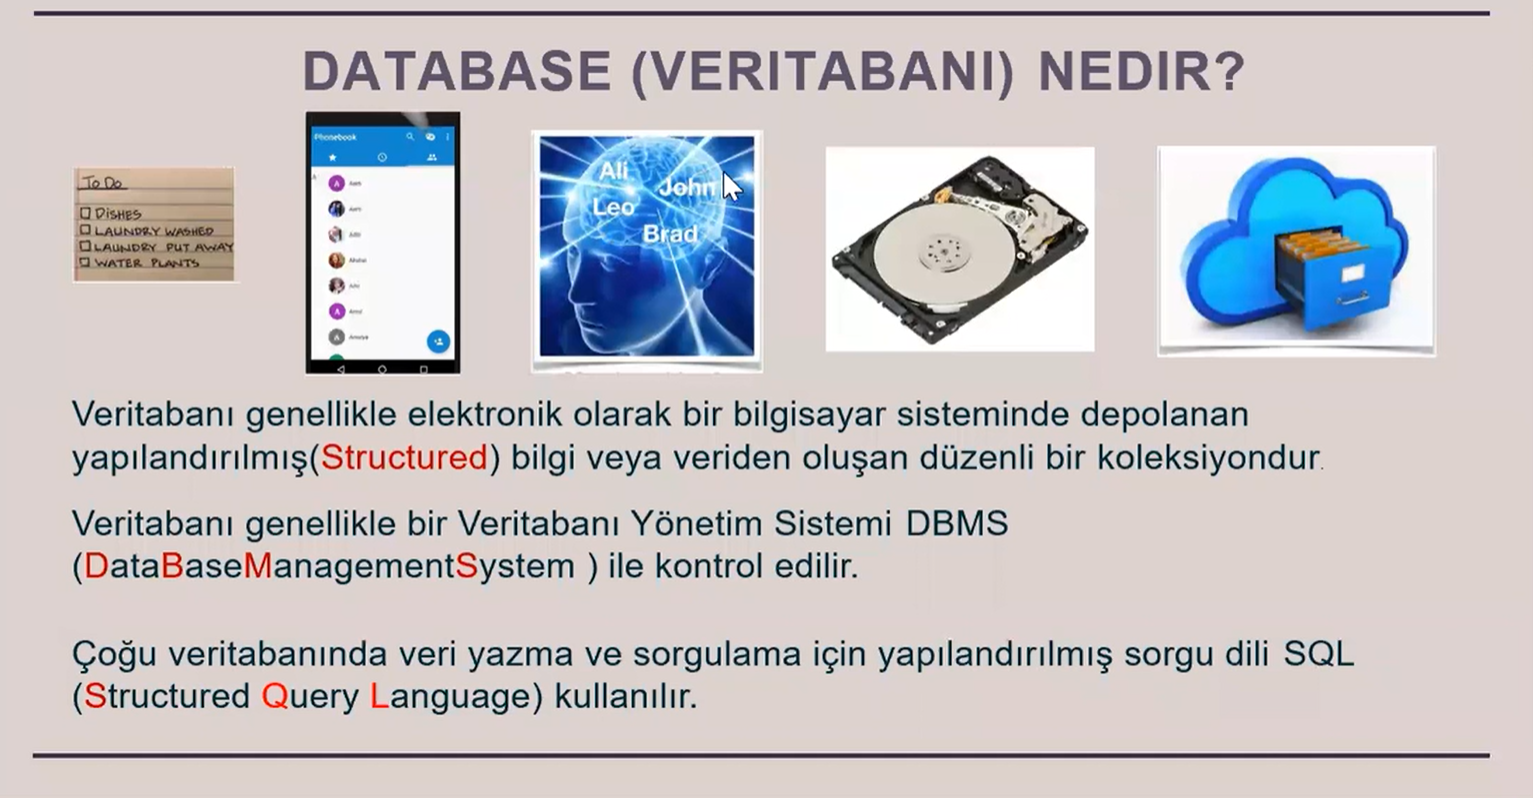 DATABASE (VERITABANI) NEDIR?
To Do
DISHES
LAUNDRY WASHED
LAUNDRY PUT AWAY
WATER PLANTS
Phonebook
Ali
John
Leo
Brad
Veritabanı genellikle elektronik olarak bir bilgisayar sisteminde depolanan
yapılandırılmış(Structured) bilgi veya veriden oluşan düzenli bir koleksiyondur.
Veritabanı genellikle bir Veritabanı Yönetim Sistemi DBMS
(DataBaseManagementSystem ) ile kontrol edilir.
Çoğu veritabanında veri yazma ve sorgulama için yapılandırılmış sorgu dili SQL
(Structured Query Language) kullanılır.